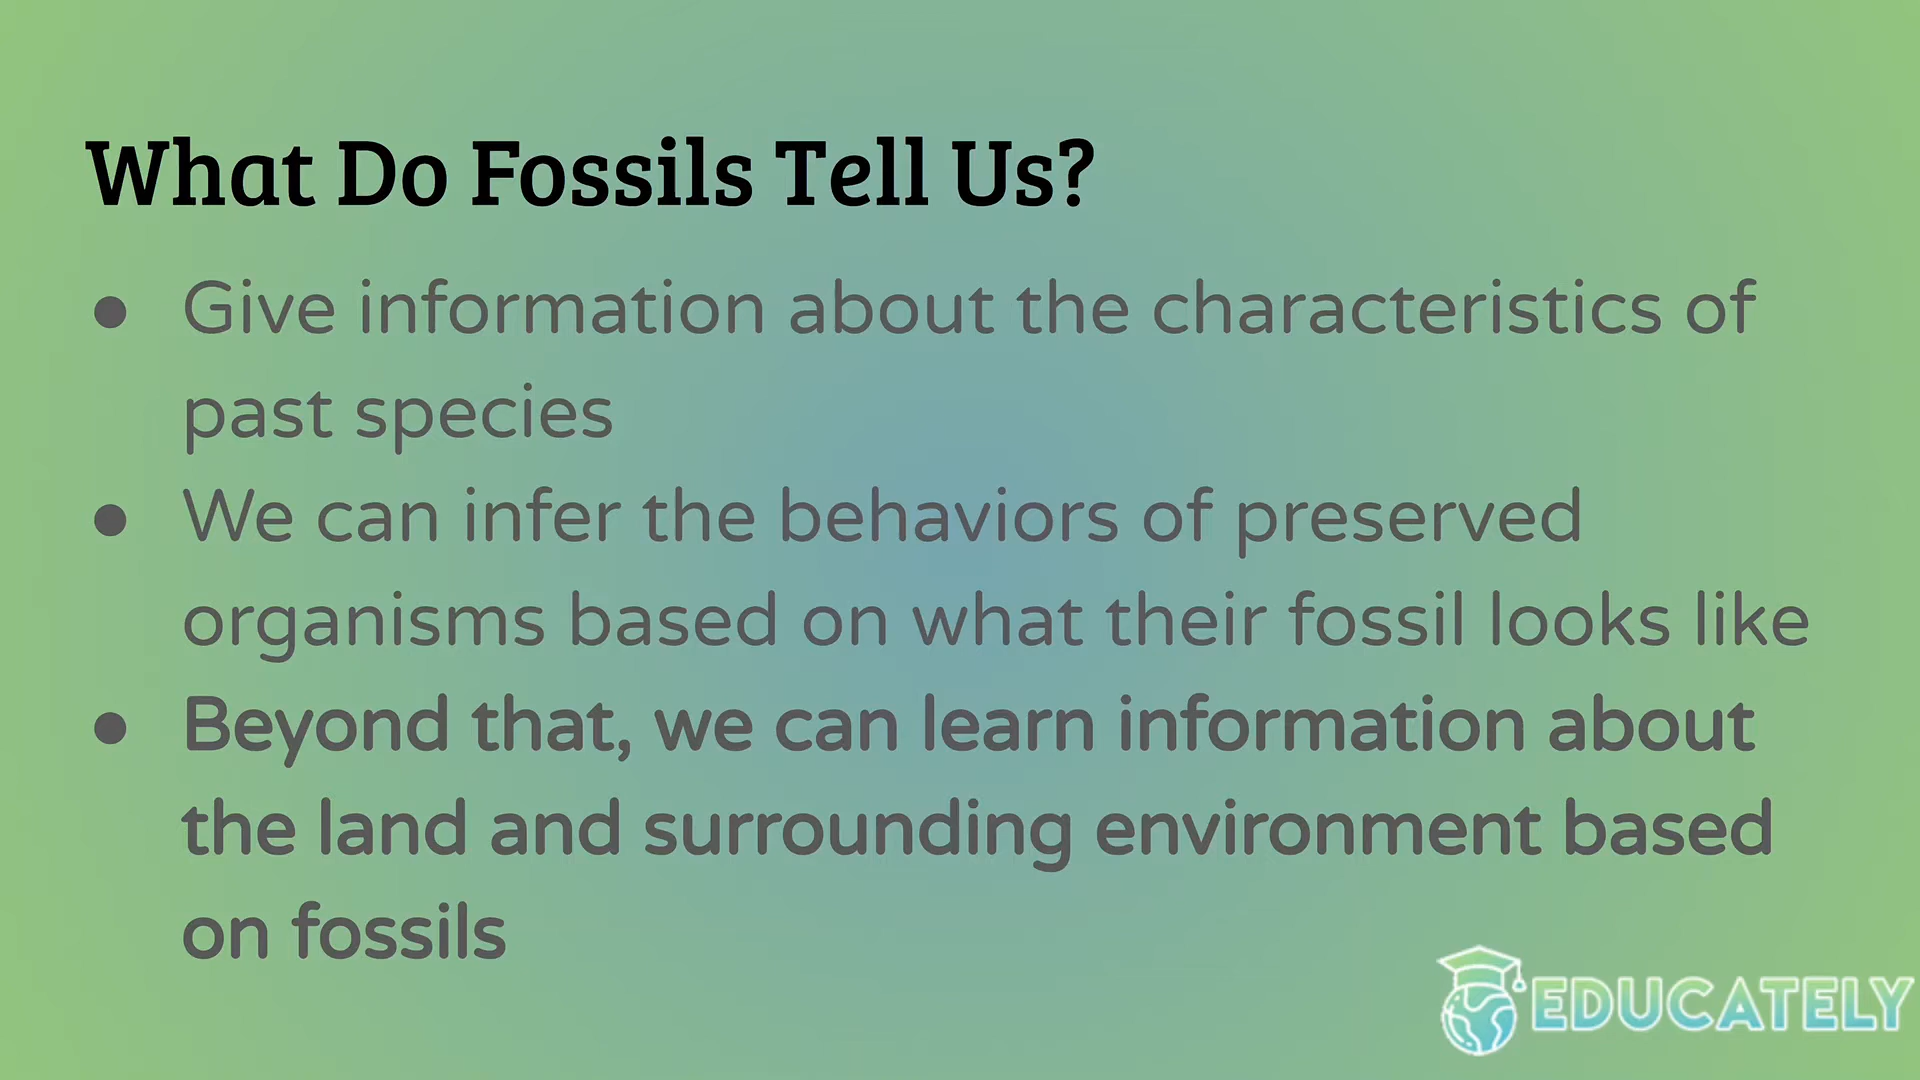 What Do Fossils Tell Us?
● Give information about the characteristics of
past species
● We can infer the behaviors of preserved
organisms based on what their fossil looks like
● Beyond that, we can learn information about
the land and surrounding environment based
on fossils
EDUCATELY